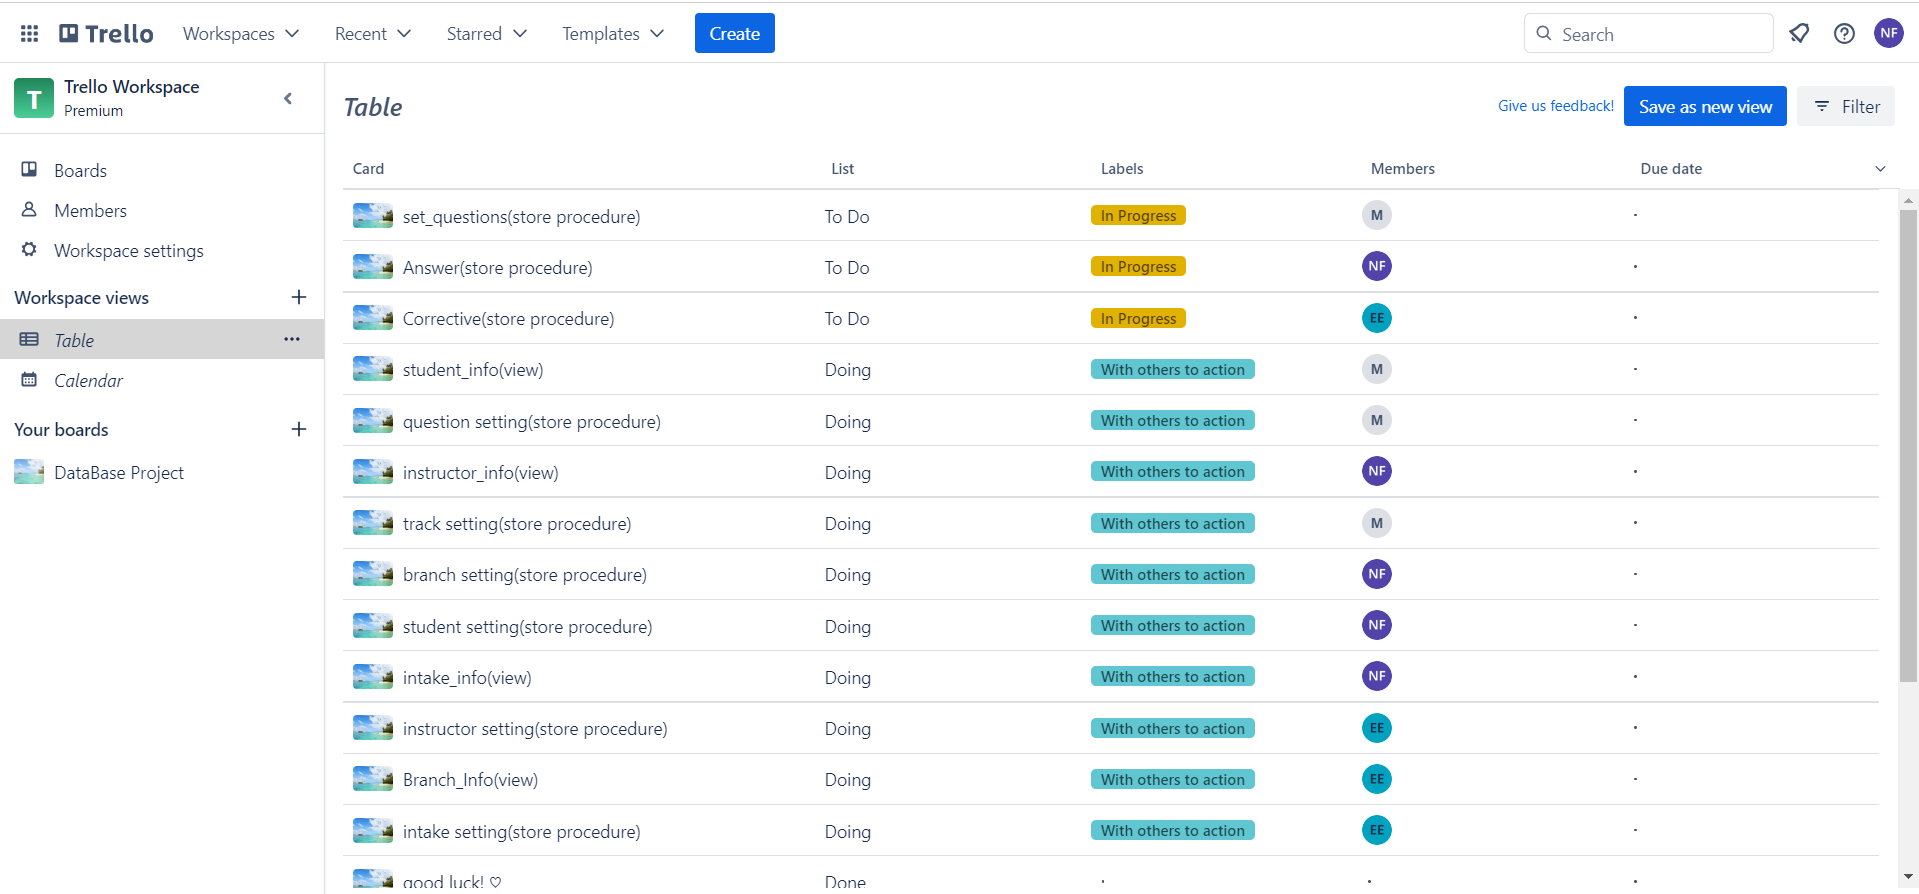 Trello Workspaces Recent Starred Templates Create Search NF
T Trello Workspace
Premium
Boards
Members
Workspace settings
Workspace views
Table
Calendar
Your boards
DataBase Project
Table Give us feedback! Save as new view Filter
Card List Labels Members Due date
set_questions(store procedure) To Do In Progress M
Answer(store procedure) To Do In Progress NF
Corrective(store procedure) To Do In Progress EE
student_info(view) Doing With others to action M
question setting(store procedure) Doing With others to action M
instructor_info(view) Doing With others to action NF
track setting(store procedure) Doing With others to action M
branch setting(store procedure) Doing With others to action NF
student setting(store procedure) Doing With others to action NF
intake_info(view) Doing With others to action NF
instructor setting(store procedure) Doing With others to action EE
Branch_Info(view) Doing With others to action EE
intake setting(store procedure) Doing With others to action EE
good luck! ♡ Done